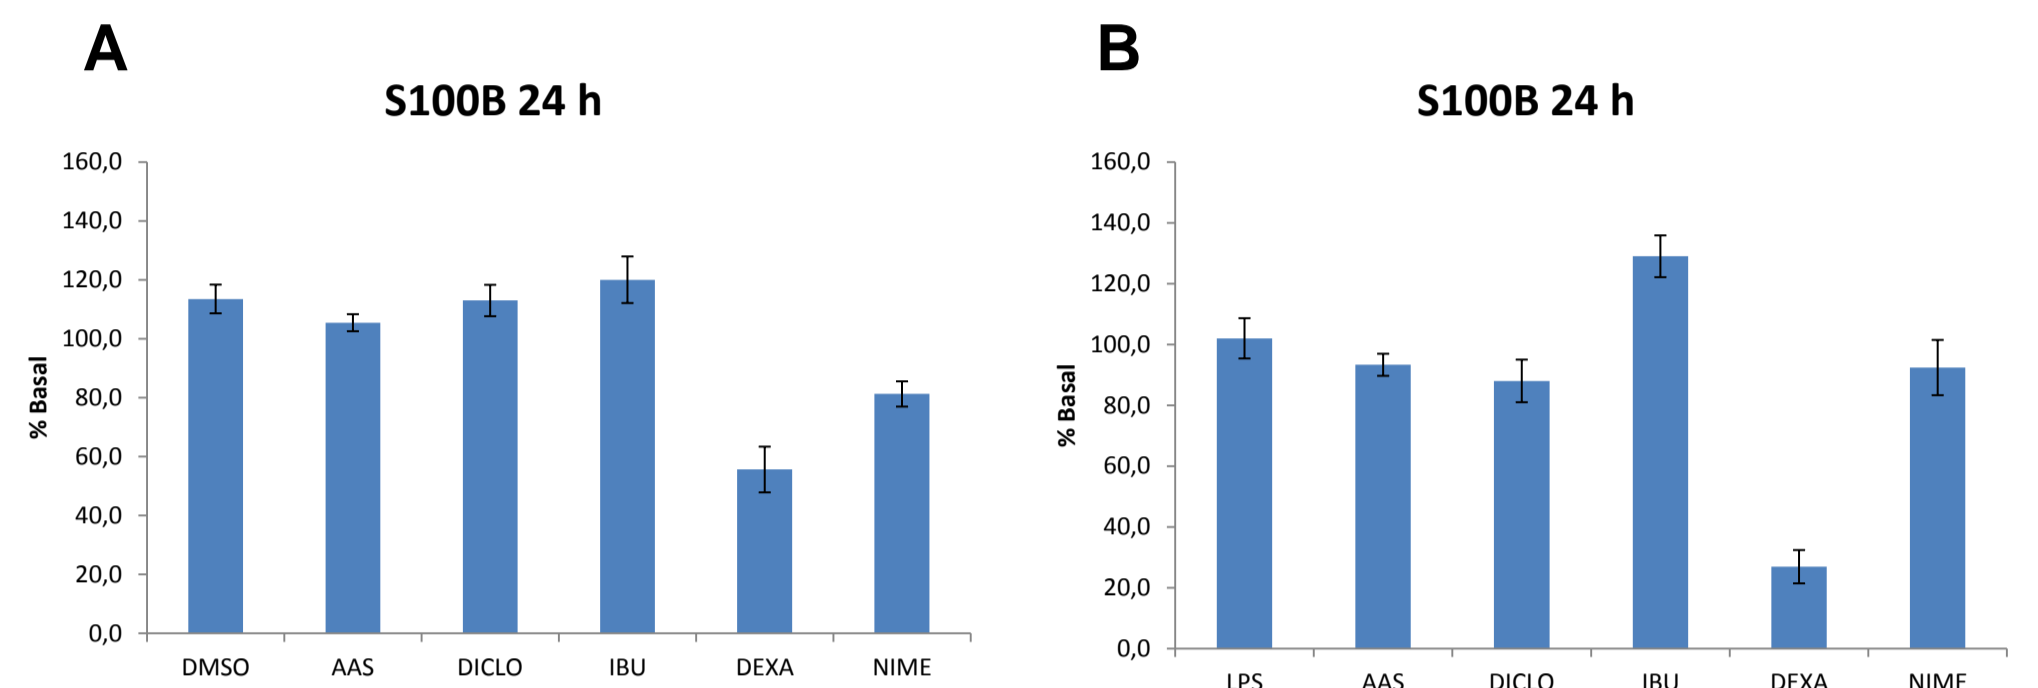 A
S100B 24 h
160,0
140,0
120,0
100,0
80,0
60,0
40,0
20,0
0,0
% Basal
DMSO AAS DICLO IBU DEXA NIME
B
S100B 24 h
160,0
140,0
120,0
100,0
80,0
60,0
40,0
20,0
0,0
% Basal
LPS AAS DICLO IBU DEXA NIME